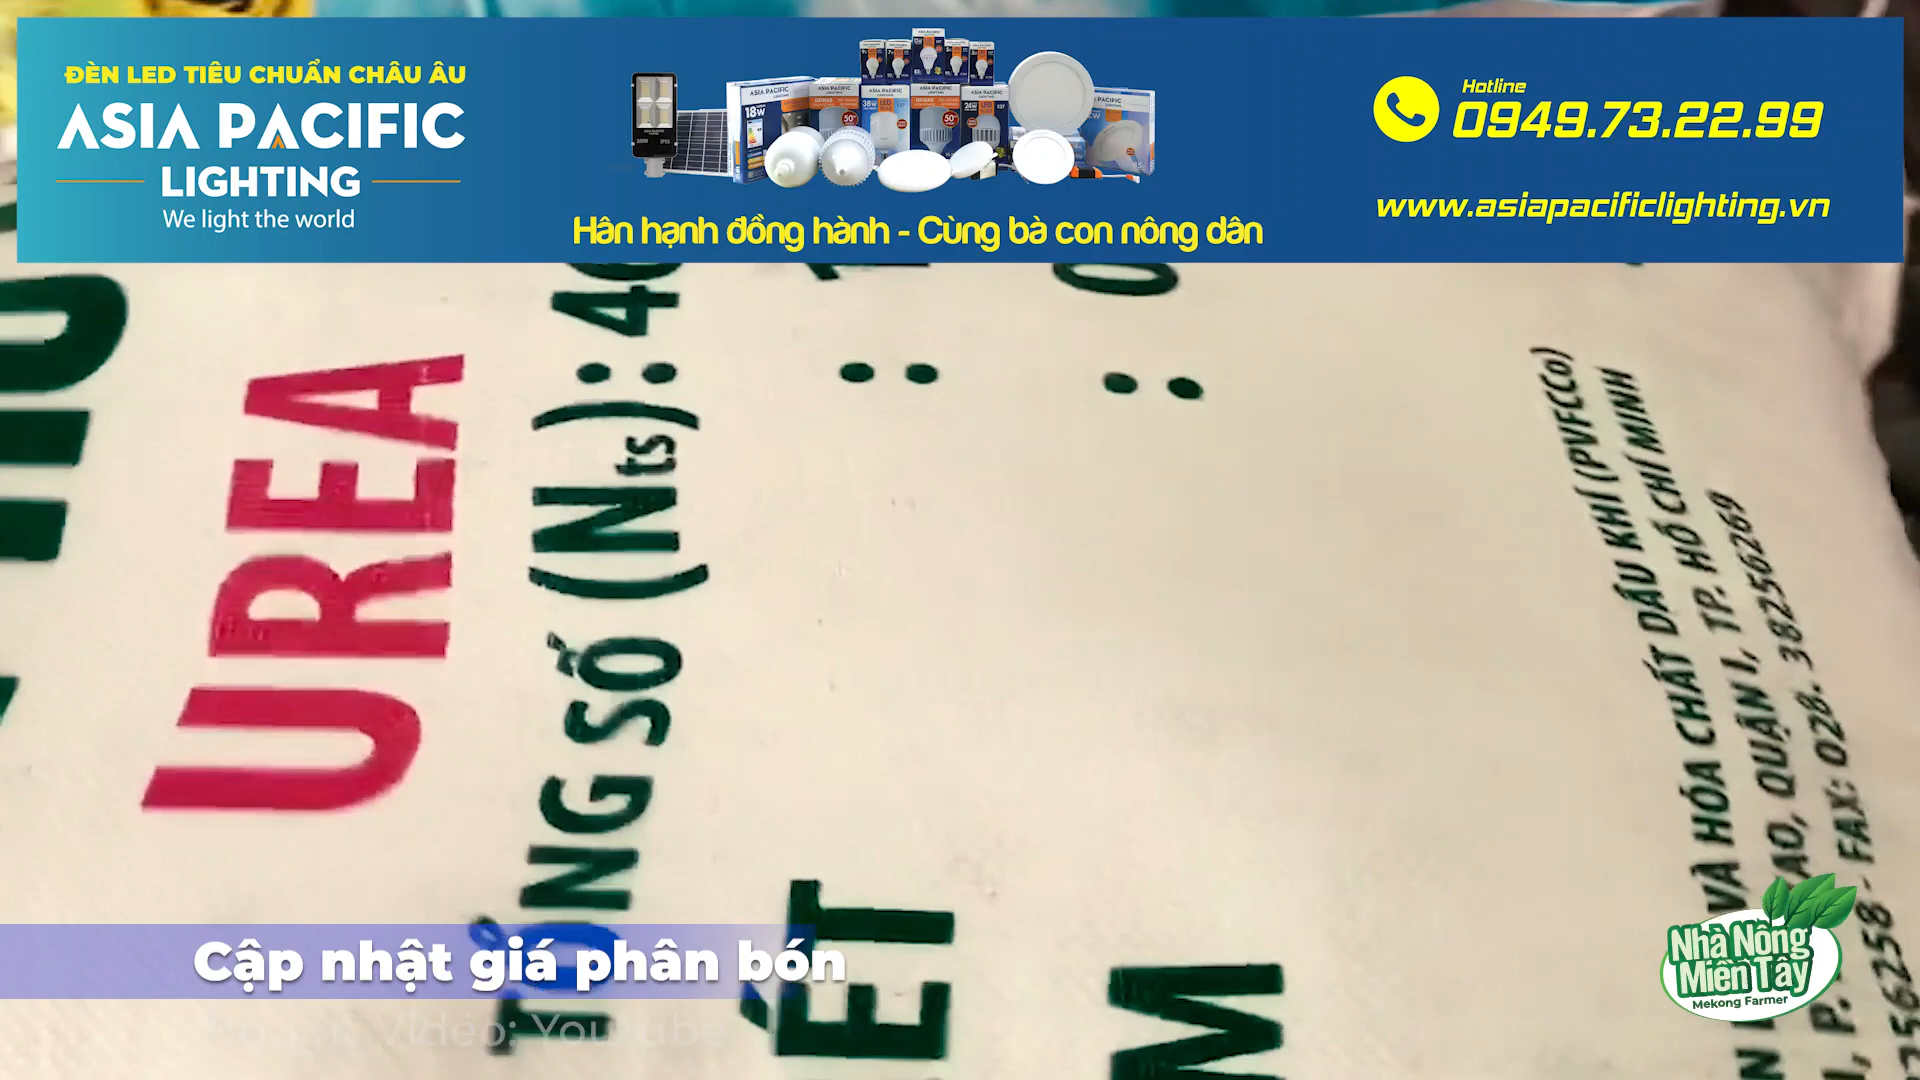 ĐÈN LED TIÊU CHUẨN CHÂU ÂU
ASIA PACIFIC
LIGHTING
We light the world
Hân hạnh đồng hành - Cùng bà con nông dân
Hotline
0949.73.22.99
www.asiapacificlighting.vn
UREA
TỔNG SỐ (Nts): 4
VÀ HÓA CHẤT DẦU KHÍ (PVFCCo)
QUẬN I, TP. HỒ CHÍ MINH
FAX: 028. 38256269
Cập nhật giá phân bón
Video: Youtube
Nhà Nông
Miền Tây
Mekong Farmer